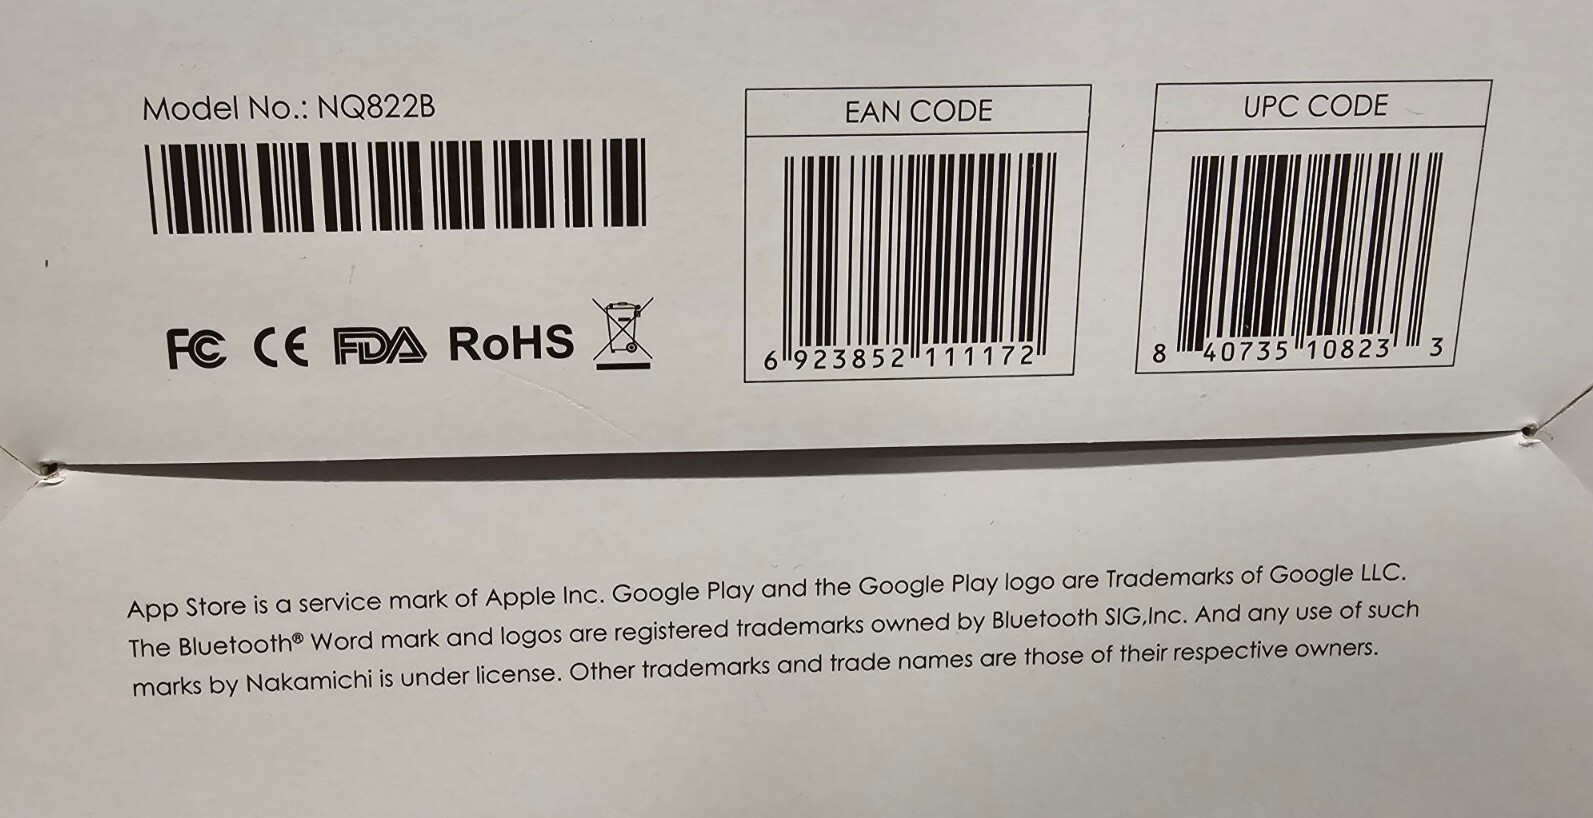 Model No.: NQ822B
EAN CODE
UPC CODE
6 923852 111172
8 40735 10823 3
FC CE FDA RoHS
App Store is a service mark of Apple Inc. Google Play and the Google Play logo are Trademarks of Google LLC.
The Bluetooth® Word mark and logos are registered trademarks owned by Bluetooth SIG,Inc. And any use of such
marks by Nakamichi is under license. Other trademarks and trade names are those of their respective owners.